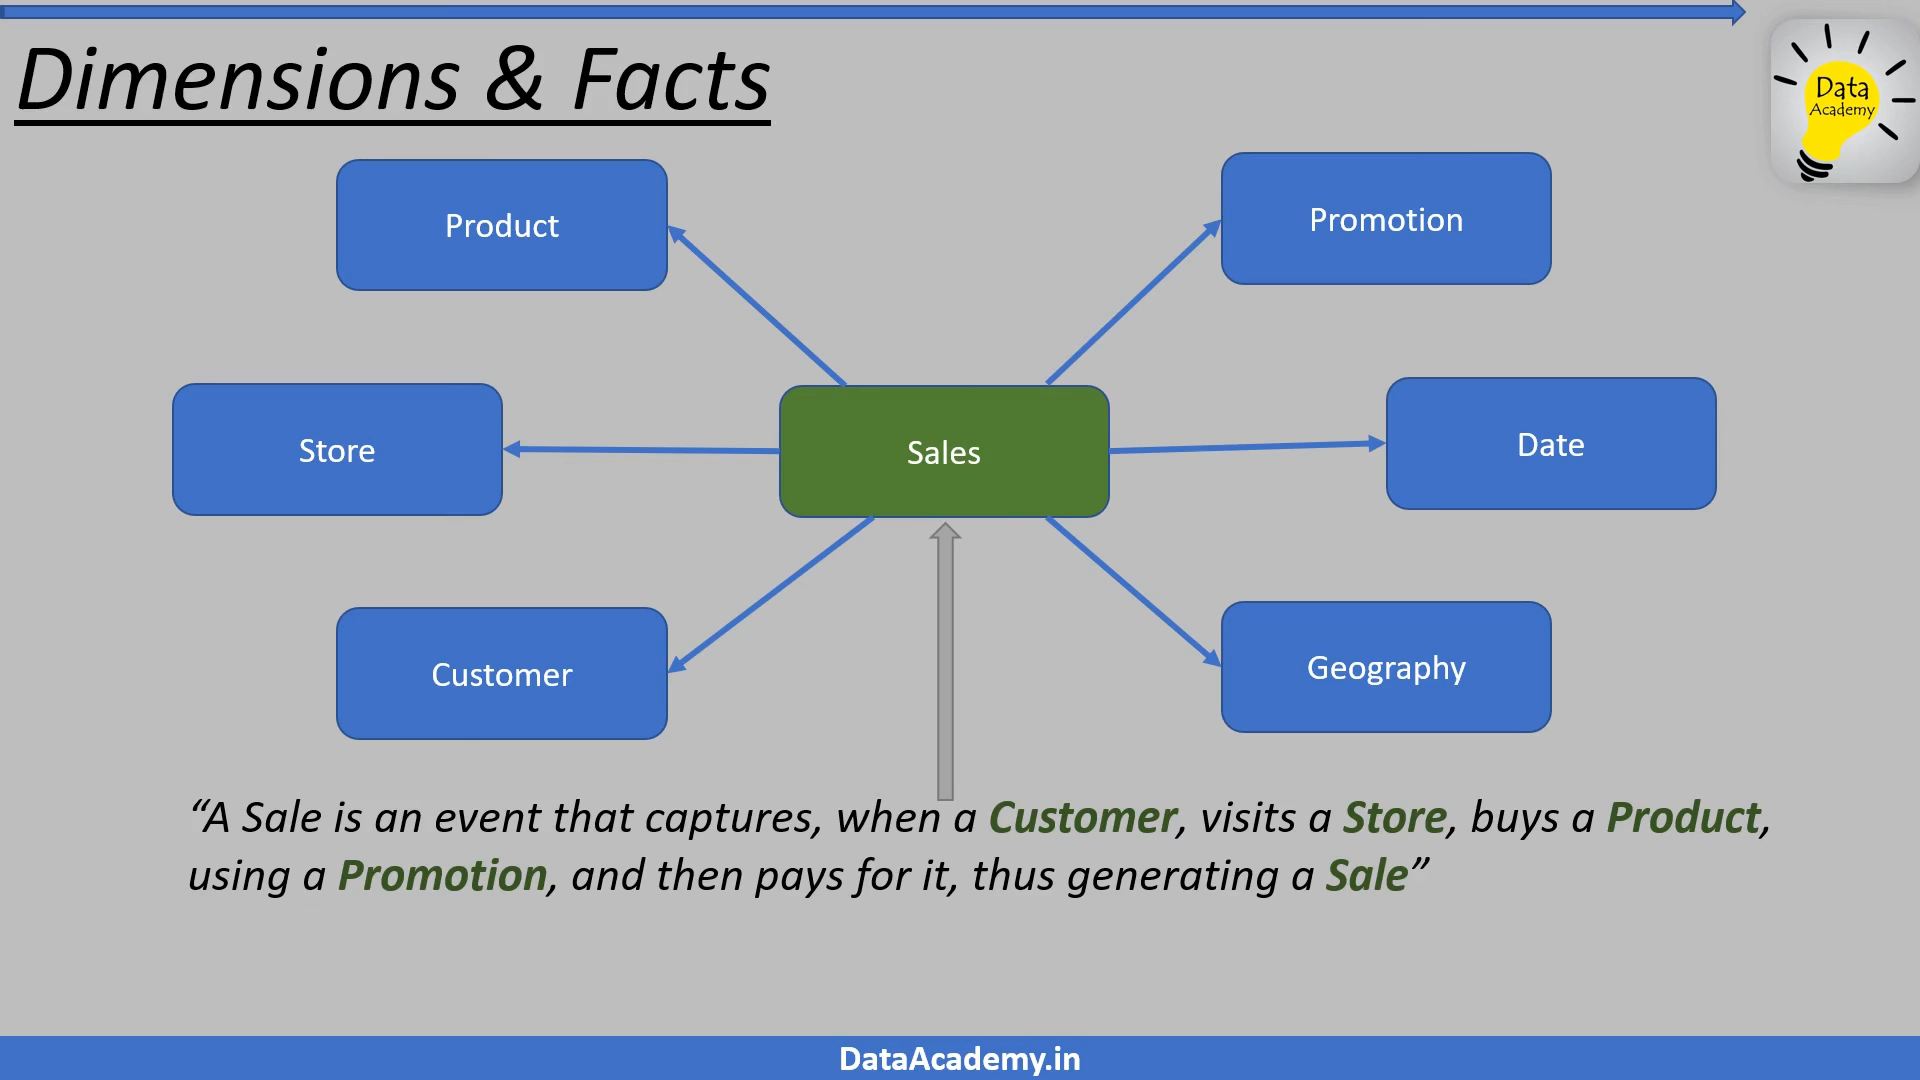 Dimensions & Facts
Data
Academy
Product
Promotion
Store
Sales
Date
Customer
Geography
“A Sale is an event that captures, when a Customer, visits a Store, buys a Product,
using a Promotion, and then pays for it, thus generating a Sale”
DataAcademy.in